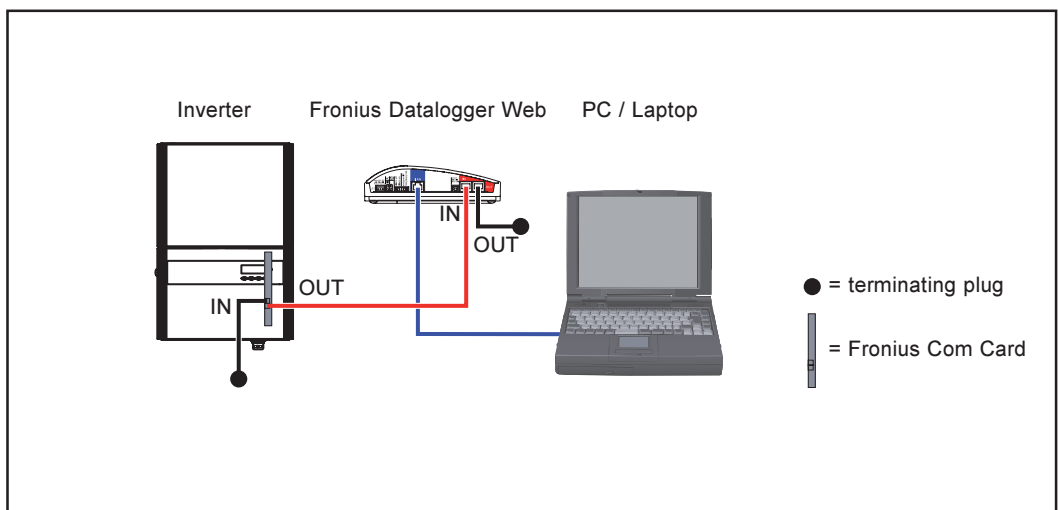 Inverter
Fronius Datalogger Web
PC / Laptop
IN
OUT
OUT
IN
= terminating plug
= Fronius Com Card